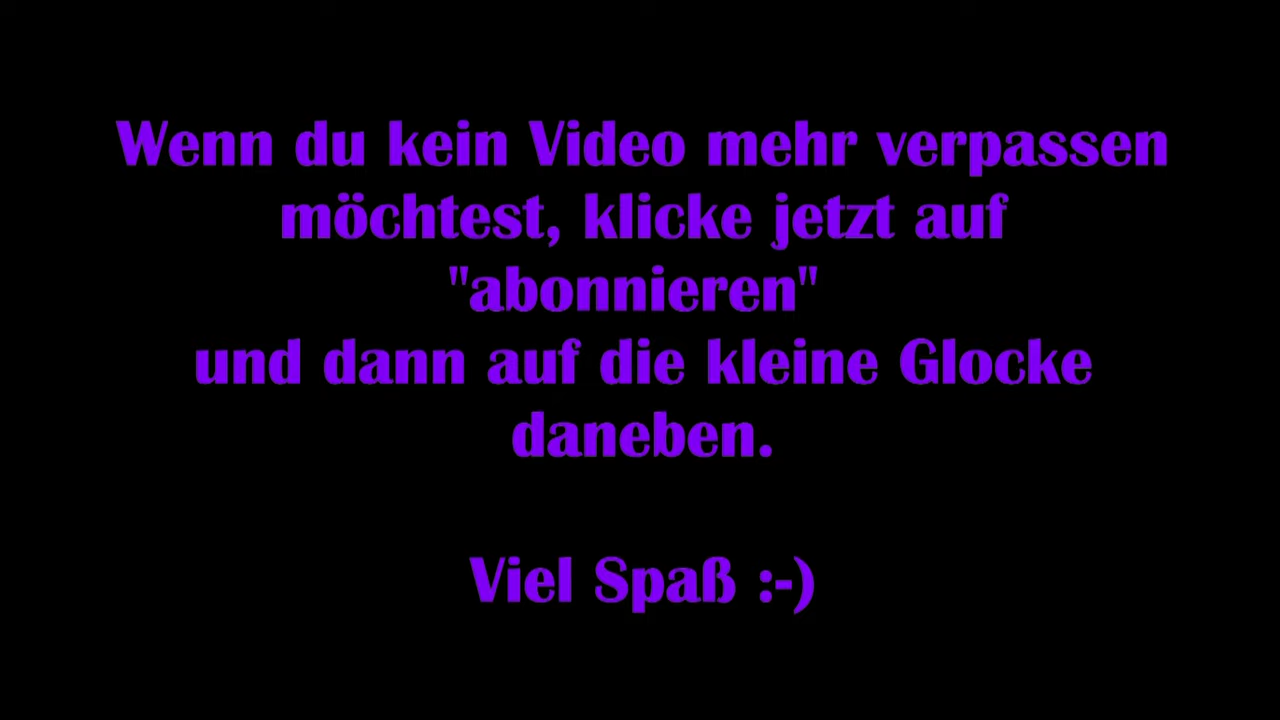 Wenn du kein Video mehr verpassen
möchtest, klicke jetzt auf
"abonnieren"
und dann auf die kleine Glocke
daneben.
Viel Spaß :-)